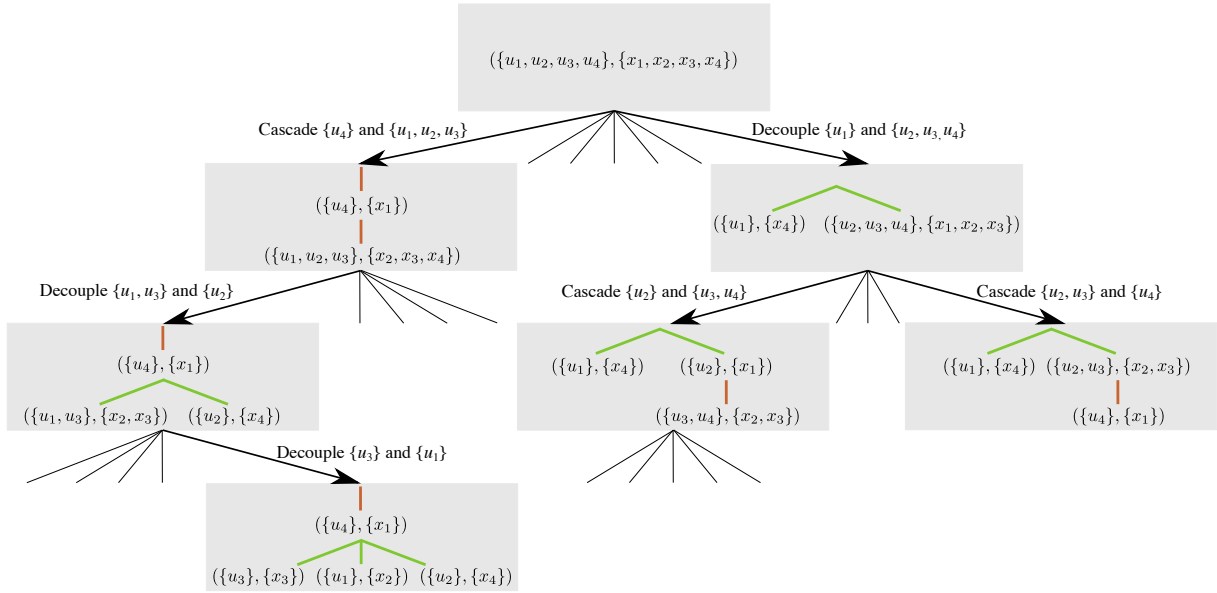 ({u₁, u₂, u₃, u₄}, {x₁, x₂, x₃, x₄})
Cascade {u₄} and {u₁, u₂, u₃}
Decouple {u₁} and {u₂, u₃, u₄}
({u₄}, {x₁})
({u₁, u₂, u₃}, {x₂, x₃, x₄})
({u₁}, {x₄}) ({u₂, u₃, u₄}, {x₁, x₂, x₃})
Decouple {u₁, u₃} and {u₂}
Cascade {u₂} and {u₃, u₄}
Cascade {u₂, u₃} and {u₄}
({u₄}, {x₁})
({u₁, u₃}, {x₂, x₃}) ({u₂}, {x₄})
({u₁}, {x₄}) ({u₂}, {x₁})
({u₃, u₄}, {x₂, x₃})
({u₁}, {x₄}) ({u₂, u₃}, {x₂, x₃})
({u₄}, {x₁})
Decouple {u₃} and {u₁}
({u₄}, {x₁})
({u₃}, {x₃}) ({u₁}, {x₂}) ({u₂}, {x₄})